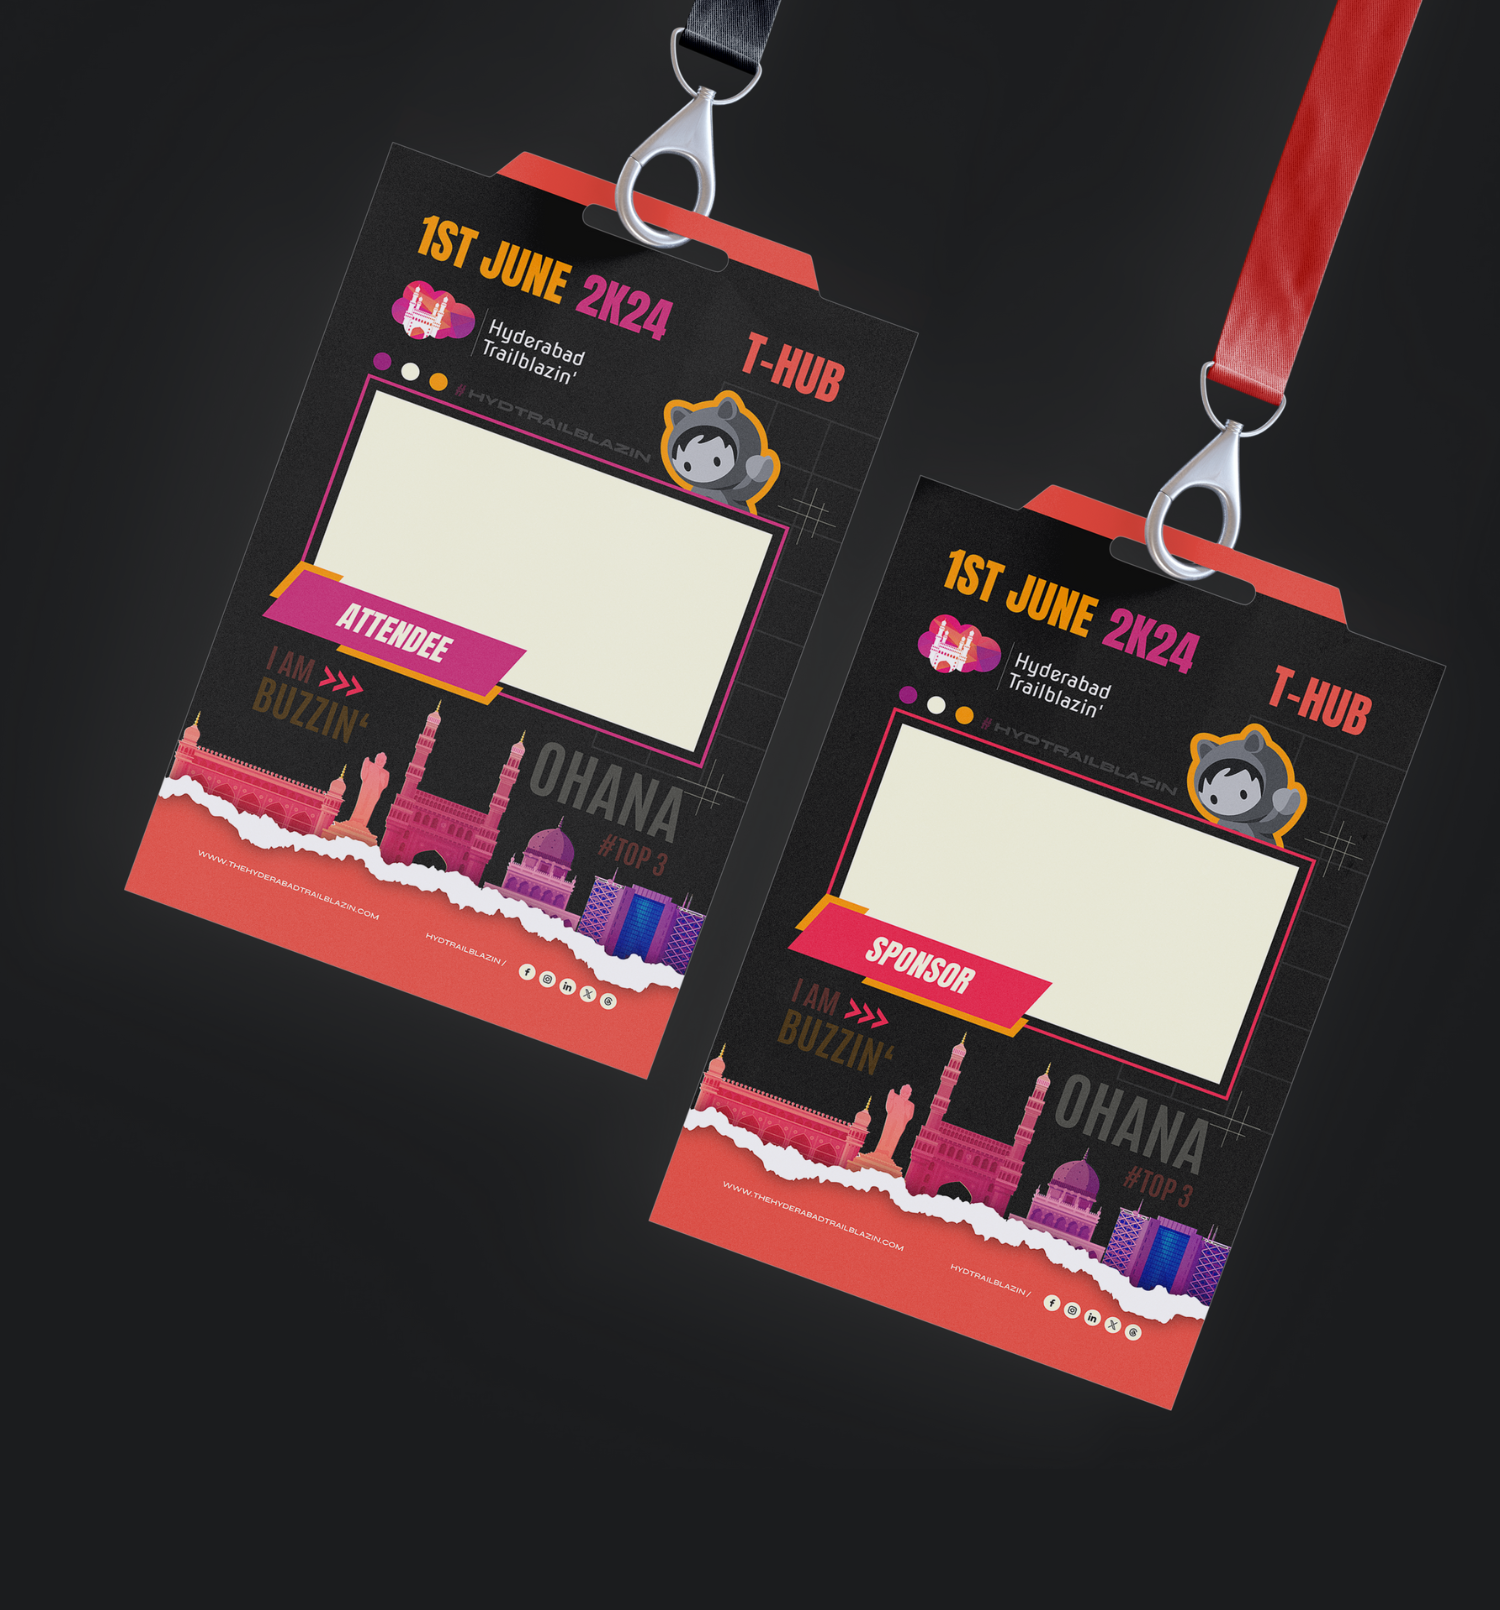 1ST JUNE 2K24
T-HUB
Hyderabad
Trailblazin'
#HYDTRAILBLAZIN
ATTENDEE
I AM >>>
BUZZIN‘
OHANA
#TOP 3
WWW.THEHYDERABADTRAILBLAZIN.COM
HYDTRAILBLAZIN /
1ST JUNE 2K24
T-HUB
Hyderabad
Trailblazin'
#HYDTRAILBLAZIN
SPONSOR
I AM >>>
BUZZIN‘
OHANA
#TOP 3
WWW.THEHYDERABADTRAILBLAZIN.COM
HYDTRAILBLAZIN /